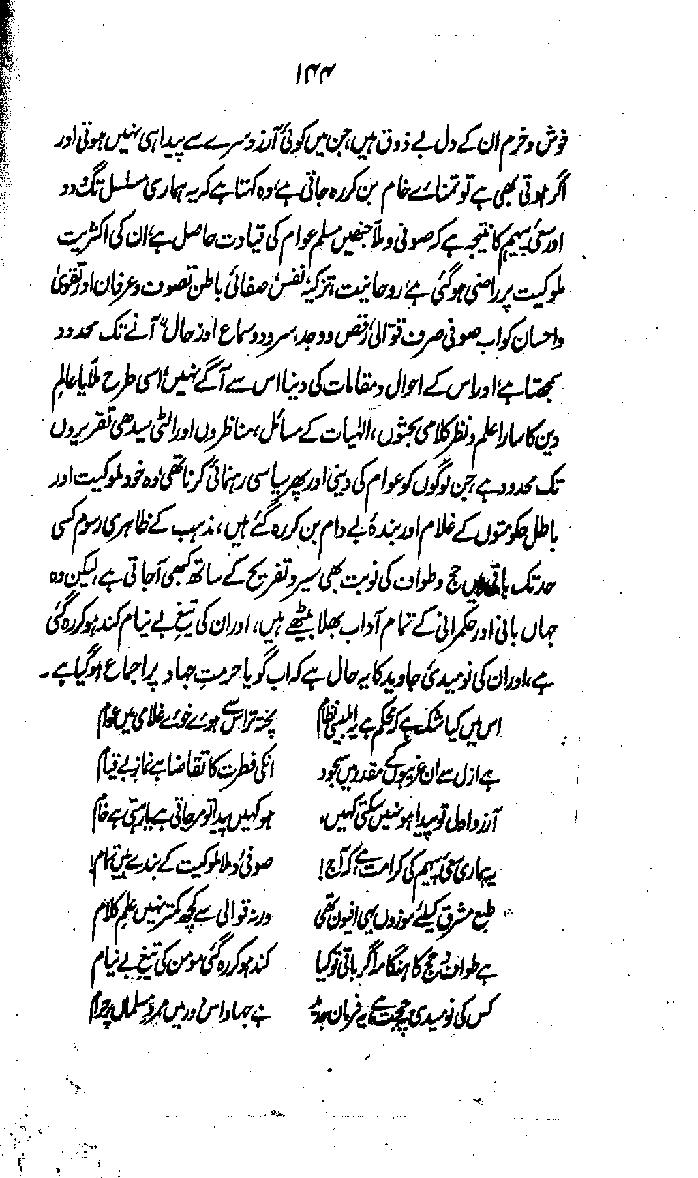 ۱۴۴
خوش و خرم ان کے دل بے ذوق ہیں، جن میں کوئی آرزو سرے سے پیدا ہی نہیں ہوتی اور
اگر ہوتی بھی ہے تو تمنائے خام بن کر رہ جاتی ہے، وہ کہتا ہے کہ یہ ہماری مسلسل تگ و دو
اور سعیٔ پیہم کا نتیجہ ہے کہ صوفی و ملا جنھیں مسلم عوام کی قیادت حاصل ہے، ان کی اکثریت
ملوکیت پر راضی ہو گئی ہے، روحانیت، تزکیۂ نفس، صفائی باطن تصوف و عرفان اور تقویٰ
و احسان کو اب صوفی صرف قوالی، رقص و وجد، سرود و سماع اور "حال" آنے تک محدود
سمجھتا ہے، اور اس کے احوال و مقامات کی دنیا اس سے آگے نہیں، اسی طرح ملا یا عالم
دین کا سارا علم و نظر کلامی بحثوں، الہیات کے مسائل، مناظروں اور الٹی سیدھی تقریروں
تک محدود ہے، جن لوگوں کو عوام کی دینی اور پھر سیاسی رہنمائی کرنا تھی، وہ خود ملوکیت اور
باطل حکومتوں کے غلام اور بندۂ بے دام بن کر رہ گئے ہیں، مذہب کے ظاہری رسوم کسی
حد تک باقی ہیں حج و طواف کی نوبت بھی سیر و تفریح کے ساتھ کبھی آجاتی ہے، لیکن وہ
جہاں بانی اور حکمرانی کے تمام آداب بھلا بیٹھے ہیں، اور ان کی تیغ بے نیام کند ہو کر رہ گئی
ہے، اور ان کی نومیدیٔ جاوید کا یہ حال ہے کہ اب گویا حرمتِ جہاد پر اجماع ہو گیا ہے۔
اس میں کیا شک ہے کہ محکم ہے یہ ابلیسی نظام پختہ تر اس سے ہوئے خوئے غلامی میں عوام
ہے ازل سے ان غریبوں کے مقدر میں سجود انکی فطرت کا تقاضا ہے نماز بے قیام
آرزو اول تو پیدا ہو نہیں سکتی کہیں، ہو کہیں پیدا تو مر جاتی ہے یا رہتی ہے خام
یہ ہماری سعیٔ پیہم کی کرامت ہے کہ آج! صوفی و ملا ملوکیت کے بندے ہیں تمام!
طبع مشرق کیلئے موزوں یہی افیون تھی ورنہ قوالی سے کچھ کمتر نہیں علم کلام
ہے طواف و حج کا ہنگامہ اگر باقی تو کیا کند ہو کر رہ گئی مومن کی تیغ بے نیام
کس کی نومیدی پہ حجت ہے یہ فرمان جدید ہے جہاد اس دور میں مرد مسلماں پر حرام